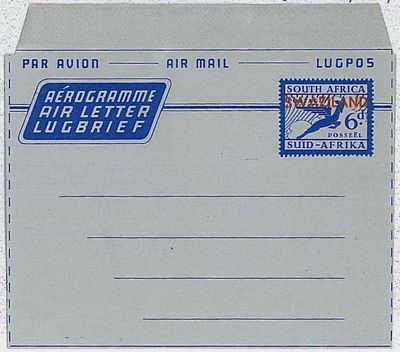 PAR AVION — AIR MAIL — LUGPOS
AÉROGRAMME
AIR LETTER
LUGBRIEF
SOUTH AFRICA
SWAZILAND
6d.
POSSEËL
SUID-AFRIKA